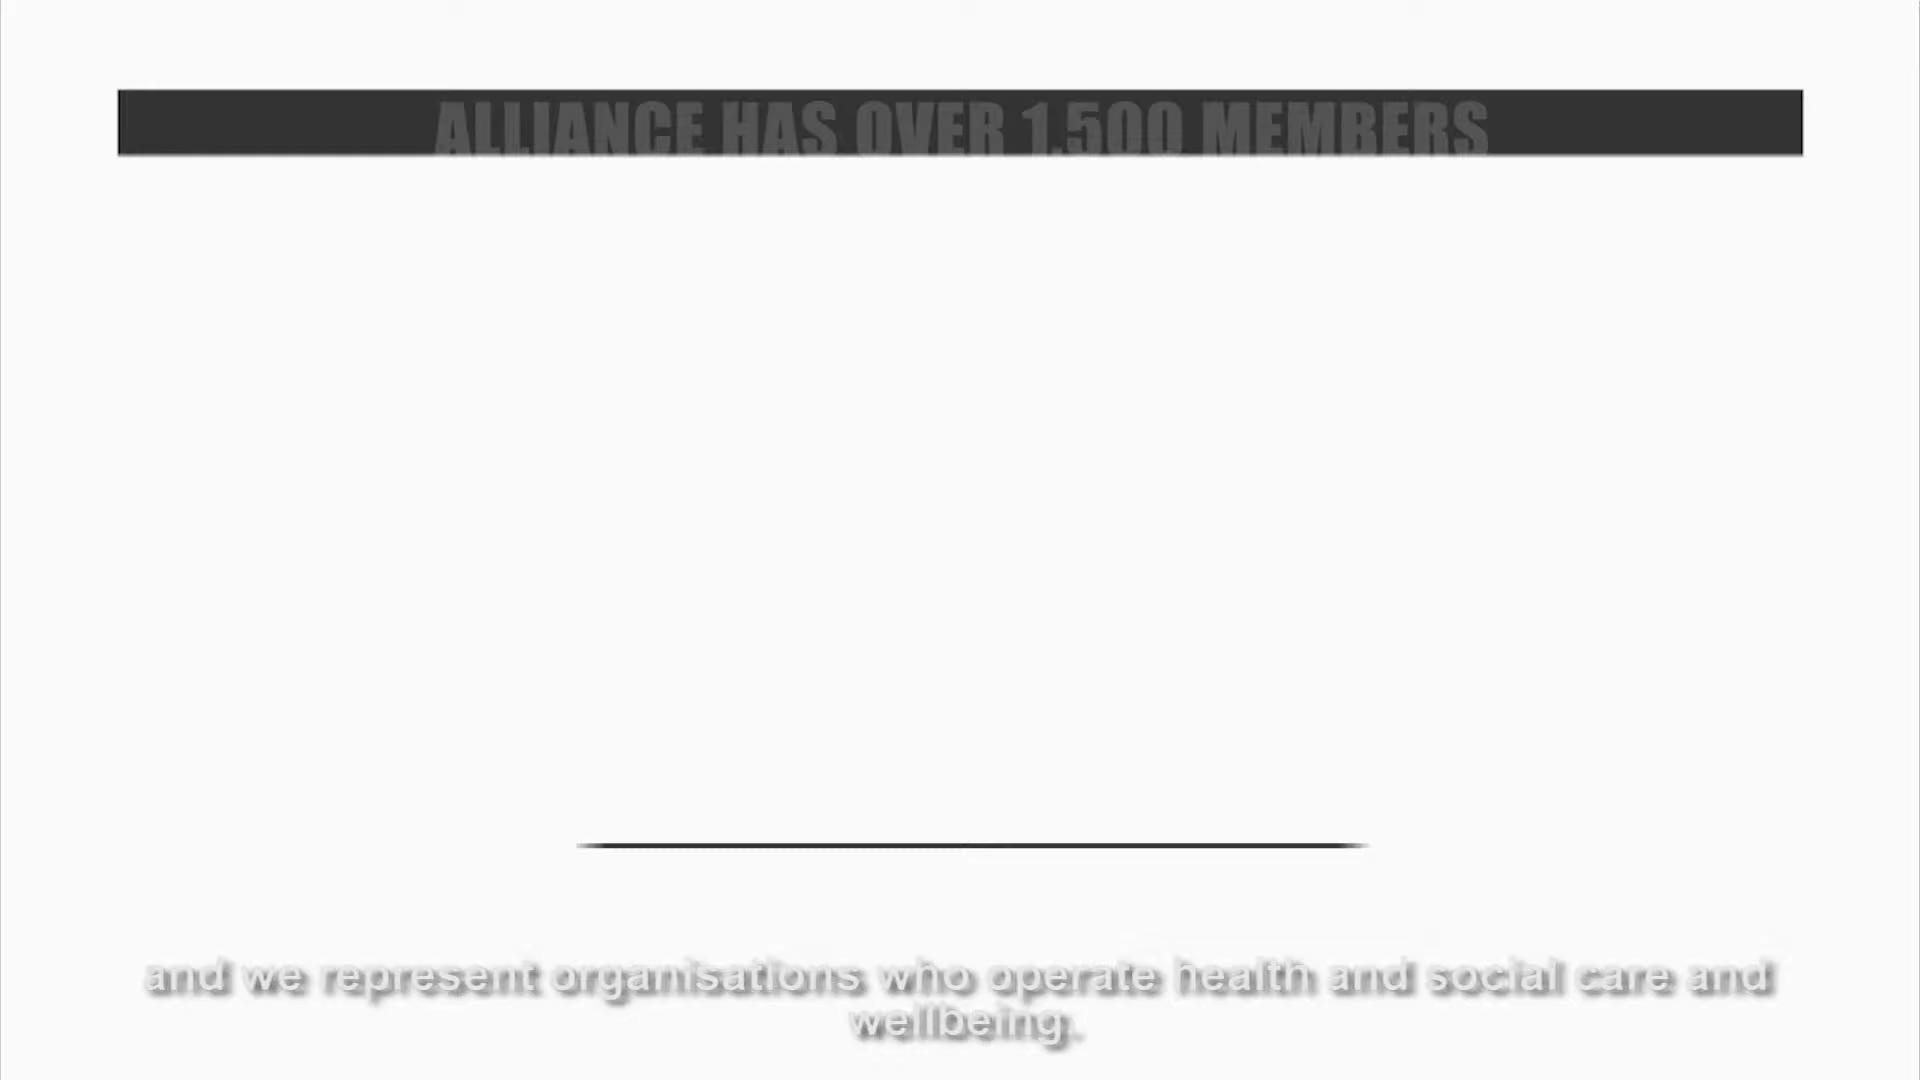 ALLIANCE HAS OVER 1,500 MEMBERS
and we represent organisations who operate health and social care and
wellbeing.